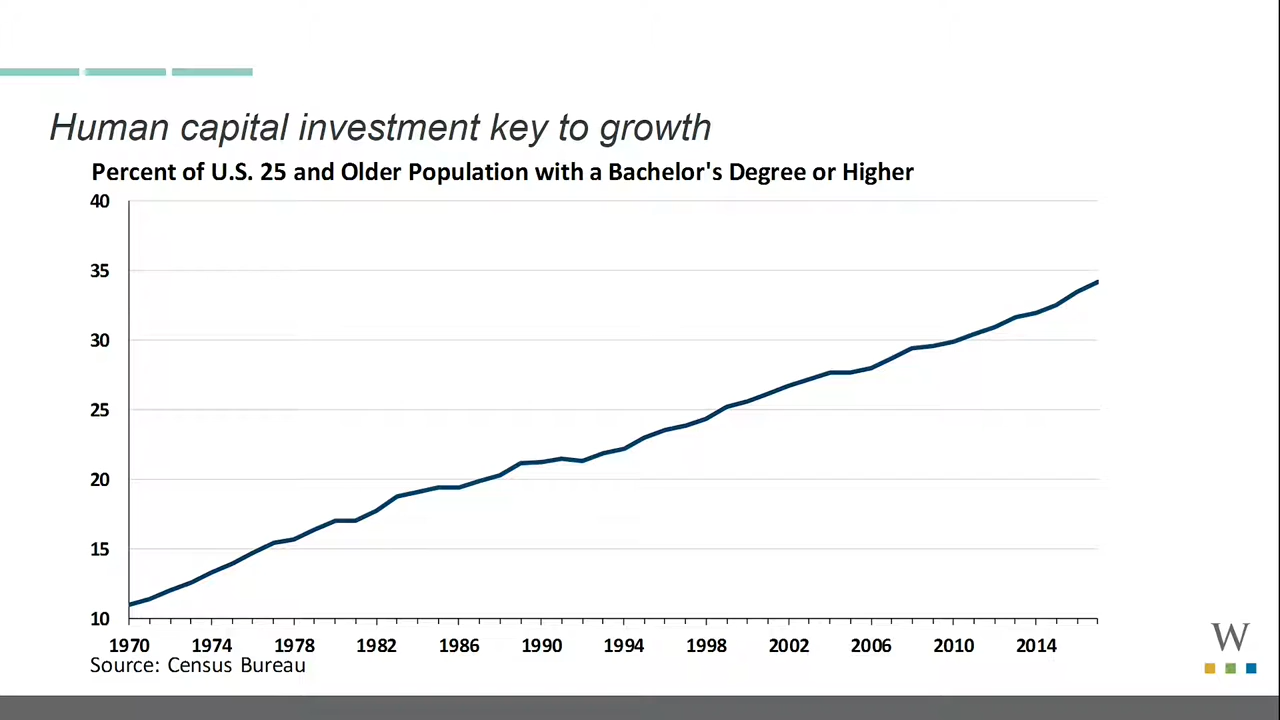 Human capital investment key to growth
Percent of U.S. 25 and Older Population with a Bachelor's Degree or Higher
40
35
30
25
20
15
10
1970 1974 1978 1982 1986 1990 1994 1998 2002 2006 2010 2014
Source: Census Bureau
W